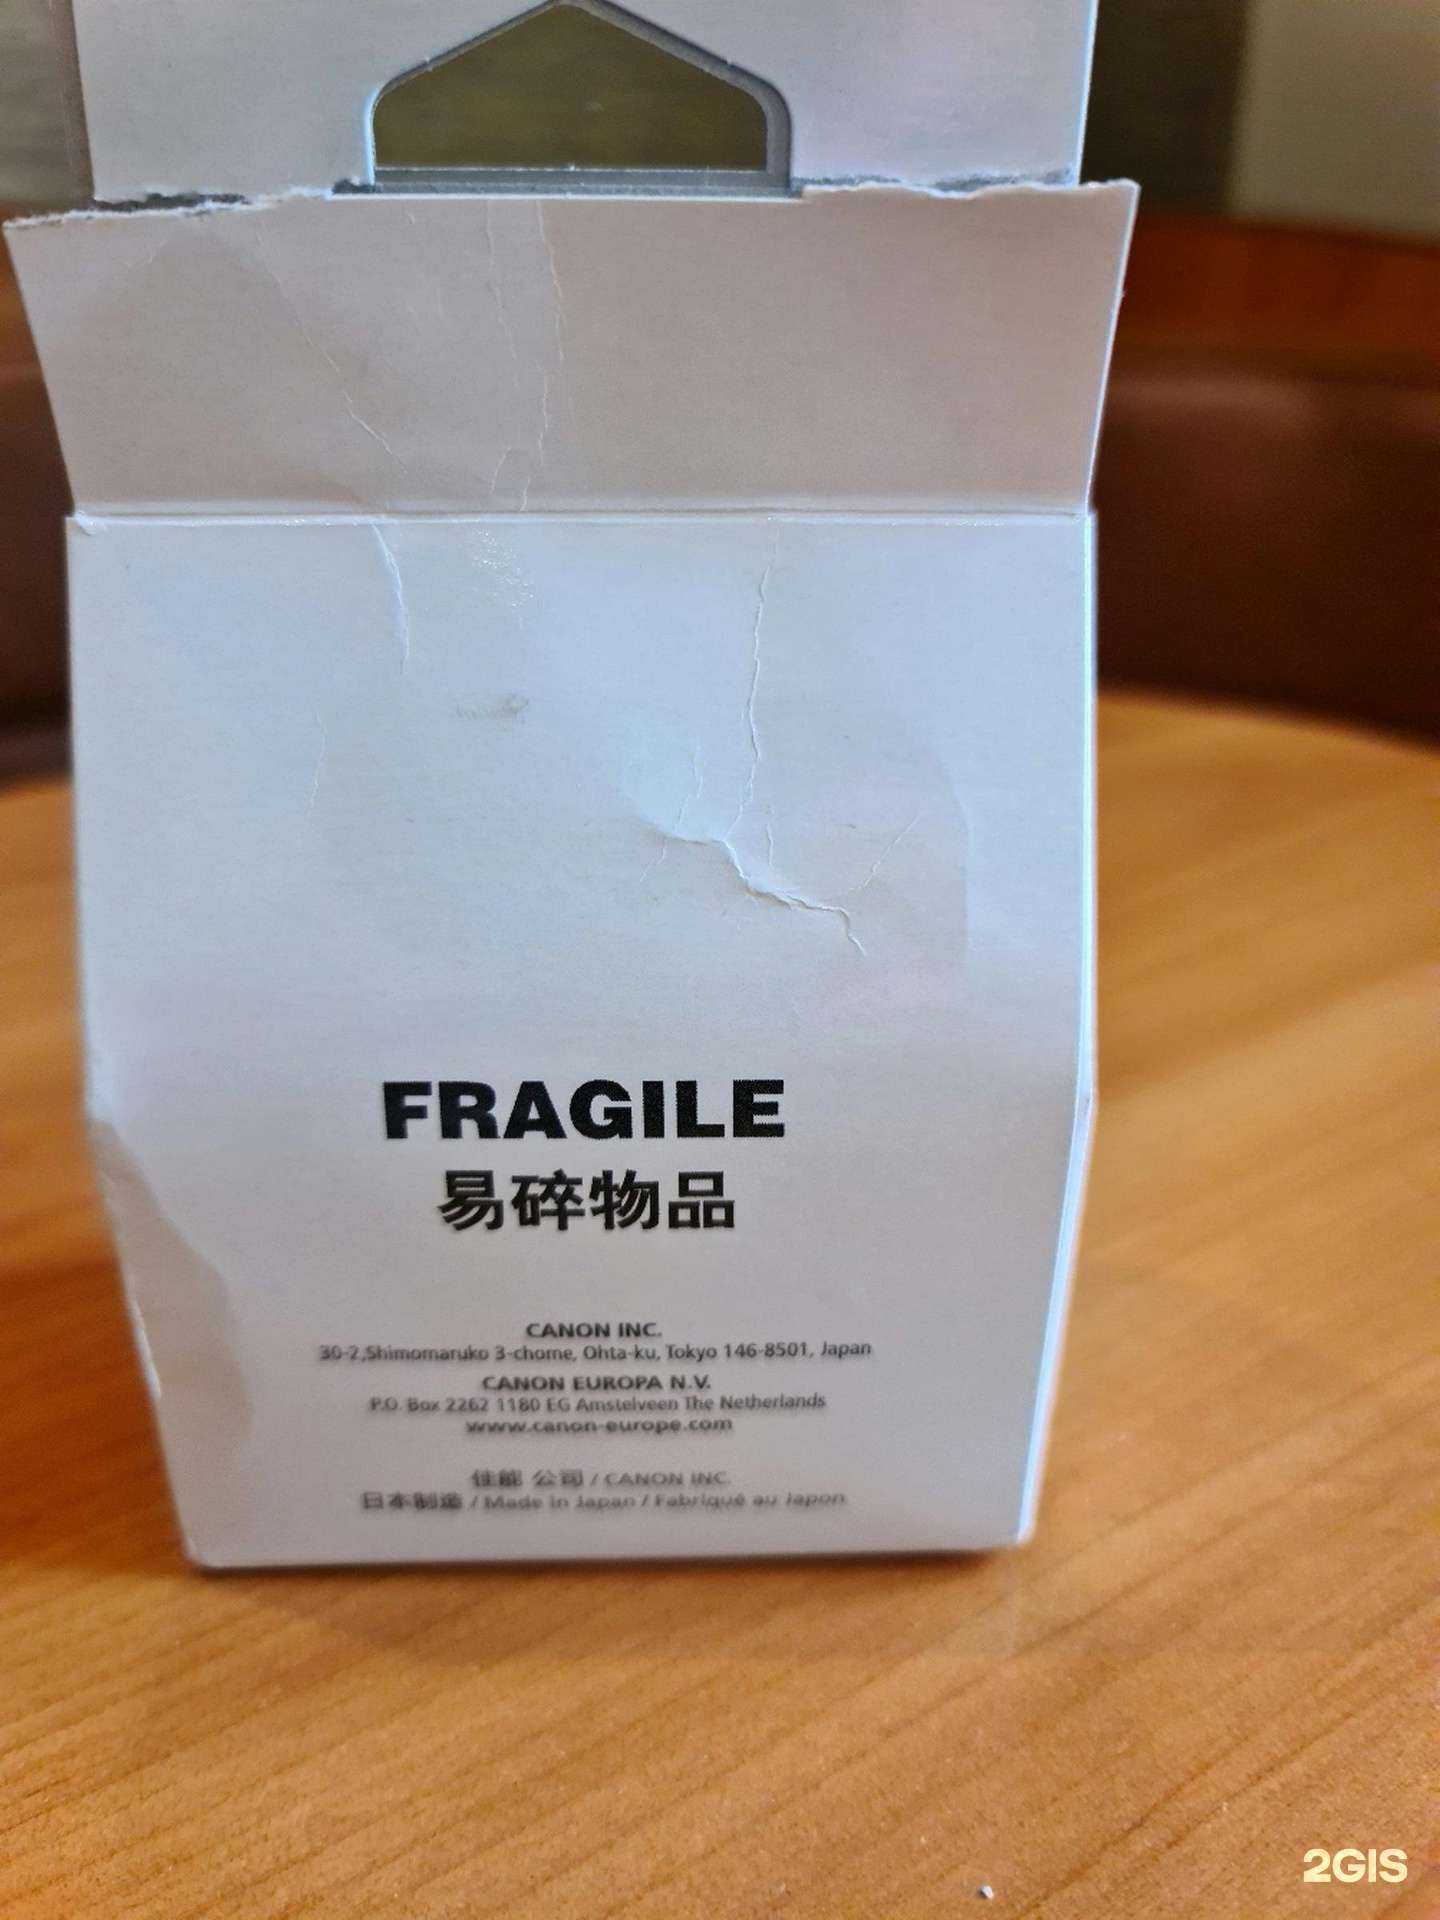 FRAGILE
易碎物品
CANON INC.
30-2,Shimomaruko 3-chome, Ohta-ku, Tokyo 146-8501, Japan
CANON EUROPA N.V.
P.O. Box 2262 1180 EG Amstelveen The Netherlands
www.canon-europe.com
佳能 公司 / CANON INC.
日本制造 / Made in Japan / Fabriqué au Japon
2GIS